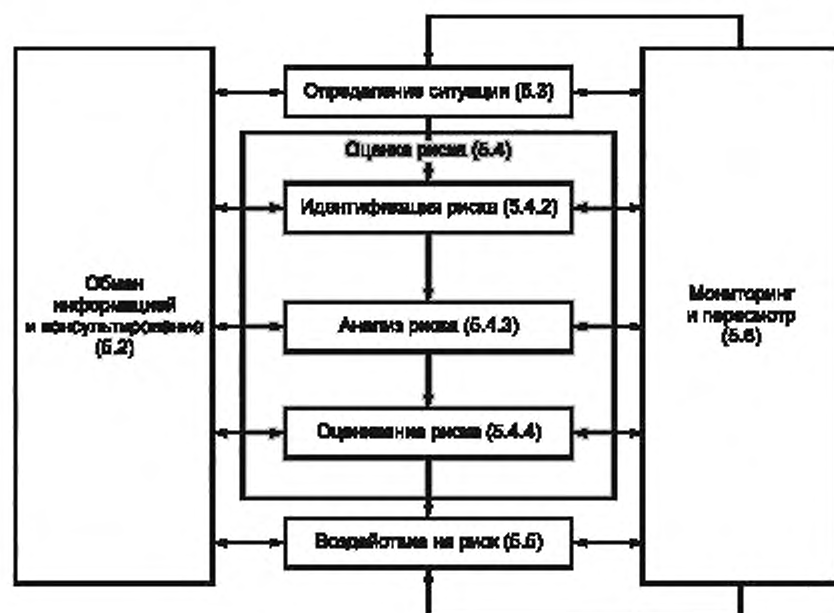 Определение ситуации (5.3)
Оценка риска (5.4)
Идентификация риска (5.4.2)
Обмен
информацией
и консультирование
(5.2)
Анализ риска (5.4.3)
Мониторинг
и пересмотр
(5.6)
Оценивание риска (5.4.4)
Воздействие на риск (5.5)